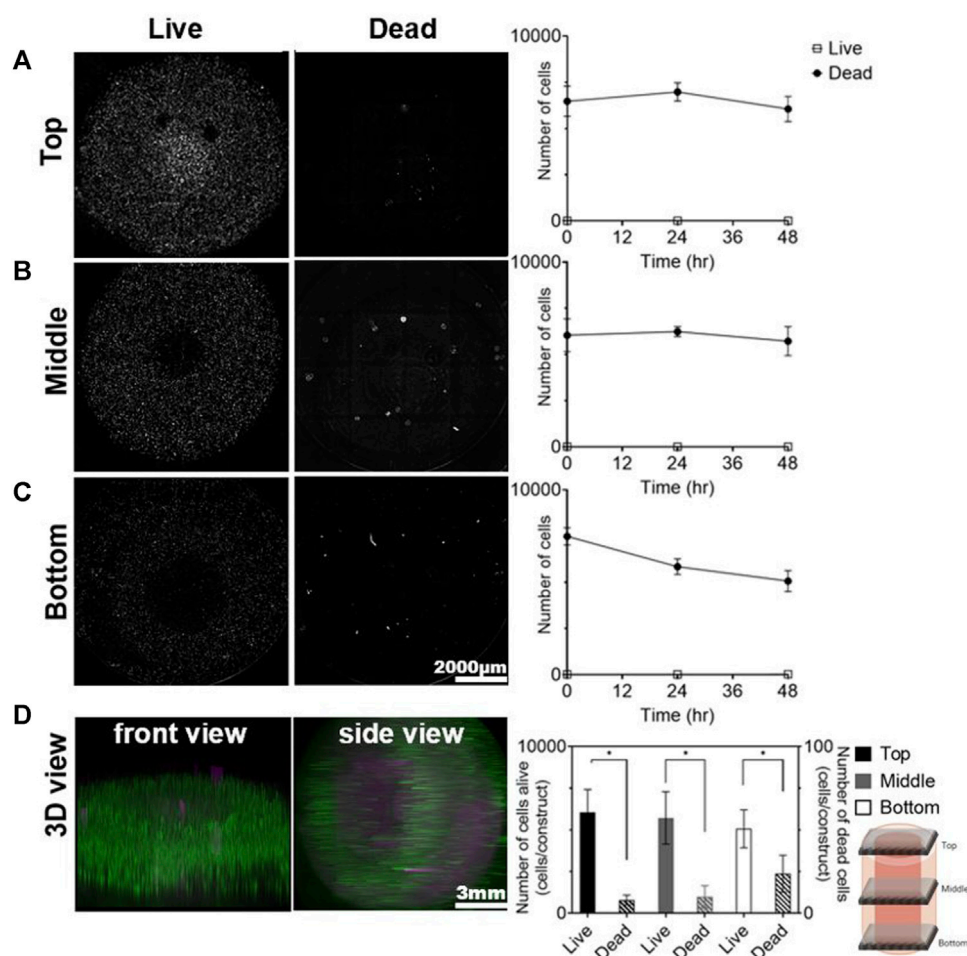 Live
Dead
A
Top
10000
Number of cells
0
0 12 24 36 48
Time (hr)
Live
Dead
B
Middle
10000
Number of cells
0
0 12 24 36 48
Time (hr)
C
Bottom
2000µm
10000
Number of cells
0
0 12 24 36 48
Time (hr)
D
3D view
front view
side view
3mm
10000
0
Number of cells alive
(cells/construct)
* * *
100
0
Number of dead cells
(cells/construct)
Live Dead Live Dead Live Dead
Top
Middle
Bottom
Top
Middle
Bottom